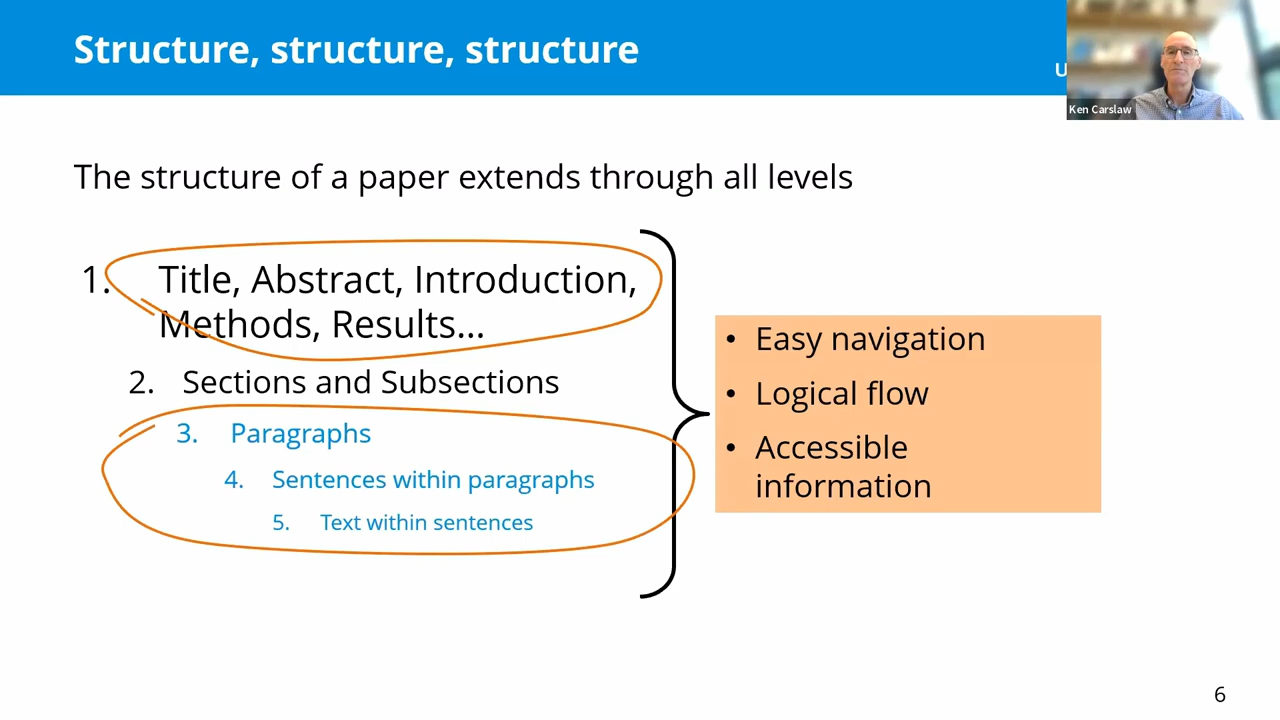 Structure, structure, structure
U
Ken Carslaw
The structure of a paper extends through all levels
1. Title, Abstract, Introduction,
Methods, Results...
2. Sections and Subsections
3. Paragraphs
4. Sentences within paragraphs
5. Text within sentences
• Easy navigation
• Logical flow
• Accessible
information
6